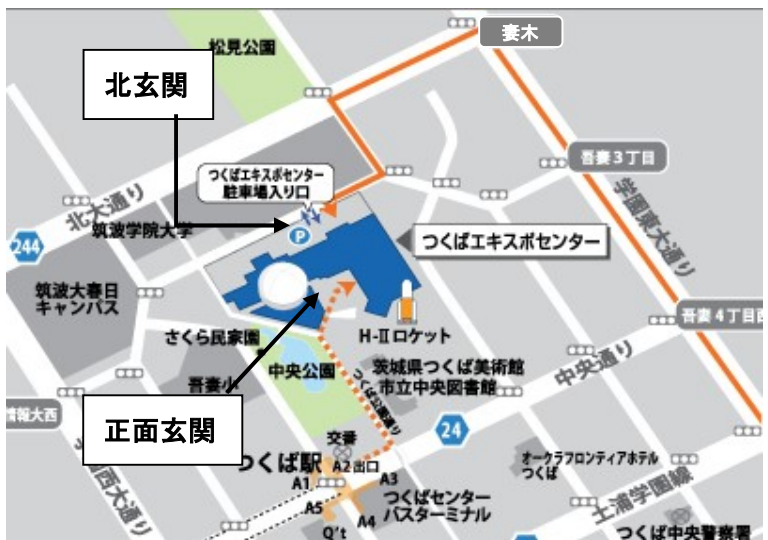 松見公園
妻木
北玄関
吾妻3丁目
つくばエキスポセンター
駐車場入り口
北大通り
学園東大通り
筑波学院大学
P
244
つくばエキスポセンター
筑波大春日
キャンパス
さくら民家園
H-Ⅱロケット
吾妻4丁目西
中央公園
茨城県つくば美術館
市立中央図書館
中央通り
吾妻小
つくば公園通り
情報大西
正面玄関
24
交番
つくば駅
A2出口
A1
A3
オークラフロンティアホテル
つくば
西大通り
土浦学園線
A5
A4
つくばセンター
バスターミナル
Q't
つくば中央警察署